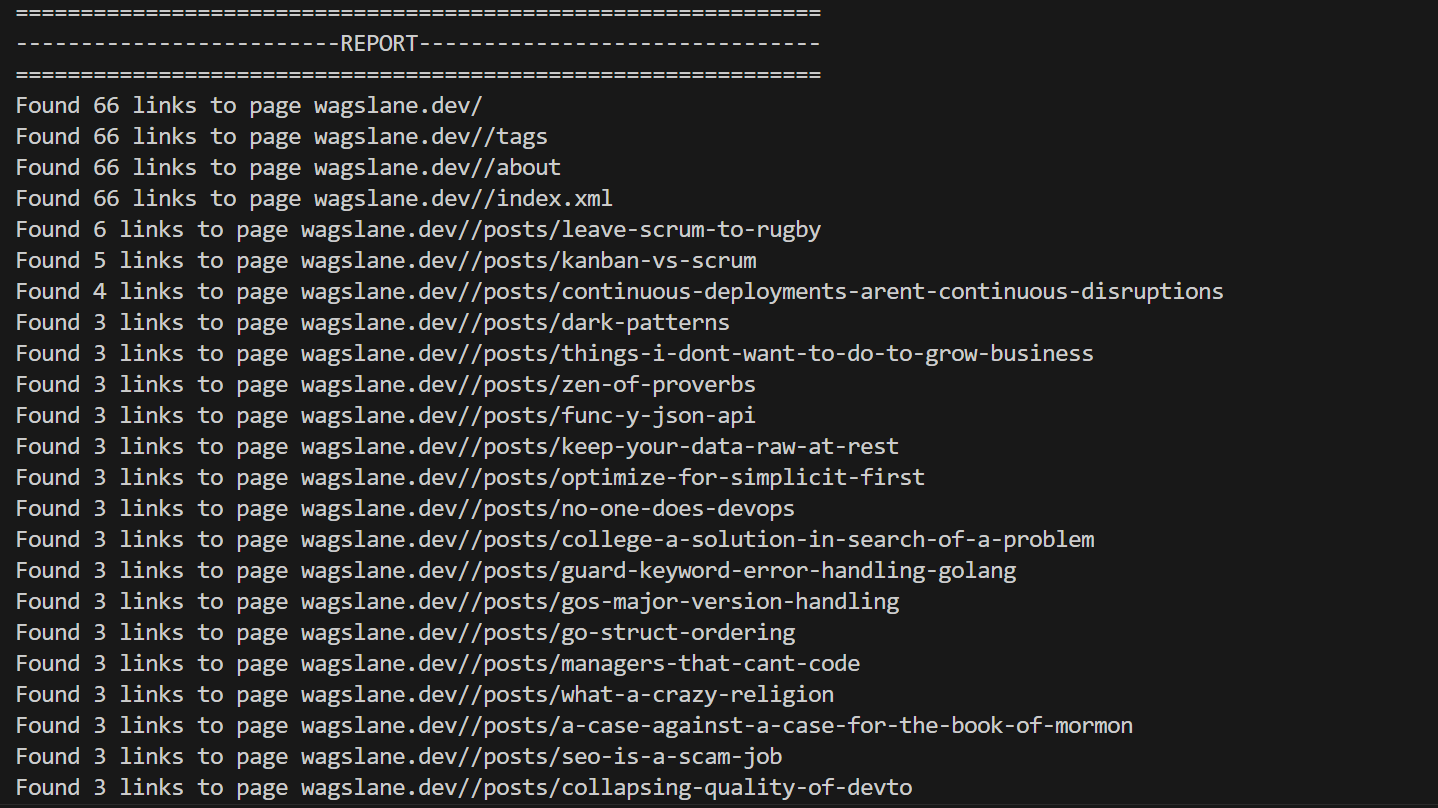 ==============================================================
-------------------------REPORT-------------------------------
==============================================================
Found 66 links to page wagslane.dev/
Found 66 links to page wagslane.dev//tags
Found 66 links to page wagslane.dev//about
Found 66 links to page wagslane.dev//index.xml
Found 6 links to page wagslane.dev//posts/leave-scrum-to-rugby
Found 5 links to page wagslane.dev//posts/kanban-vs-scrum
Found 4 links to page wagslane.dev//posts/continuous-deployments-arent-continuous-disruptions
Found 3 links to page wagslane.dev//posts/dark-patterns
Found 3 links to page wagslane.dev//posts/things-i-dont-want-to-do-to-grow-business
Found 3 links to page wagslane.dev//posts/zen-of-proverbs
Found 3 links to page wagslane.dev//posts/func-y-json-api
Found 3 links to page wagslane.dev//posts/keep-your-data-raw-at-rest
Found 3 links to page wagslane.dev//posts/optimize-for-simplicit-first
Found 3 links to page wagslane.dev//posts/no-one-does-devops
Found 3 links to page wagslane.dev//posts/college-a-solution-in-search-of-a-problem
Found 3 links to page wagslane.dev//posts/guard-keyword-error-handling-golang
Found 3 links to page wagslane.dev//posts/gos-major-version-handling
Found 3 links to page wagslane.dev//posts/go-struct-ordering
Found 3 links to page wagslane.dev//posts/managers-that-cant-code
Found 3 links to page wagslane.dev//posts/what-a-crazy-religion
Found 3 links to page wagslane.dev//posts/a-case-against-a-case-for-the-book-of-mormon
Found 3 links to page wagslane.dev//posts/seo-is-a-scam-job
Found 3 links to page wagslane.dev//posts/collapsing-quality-of-devto